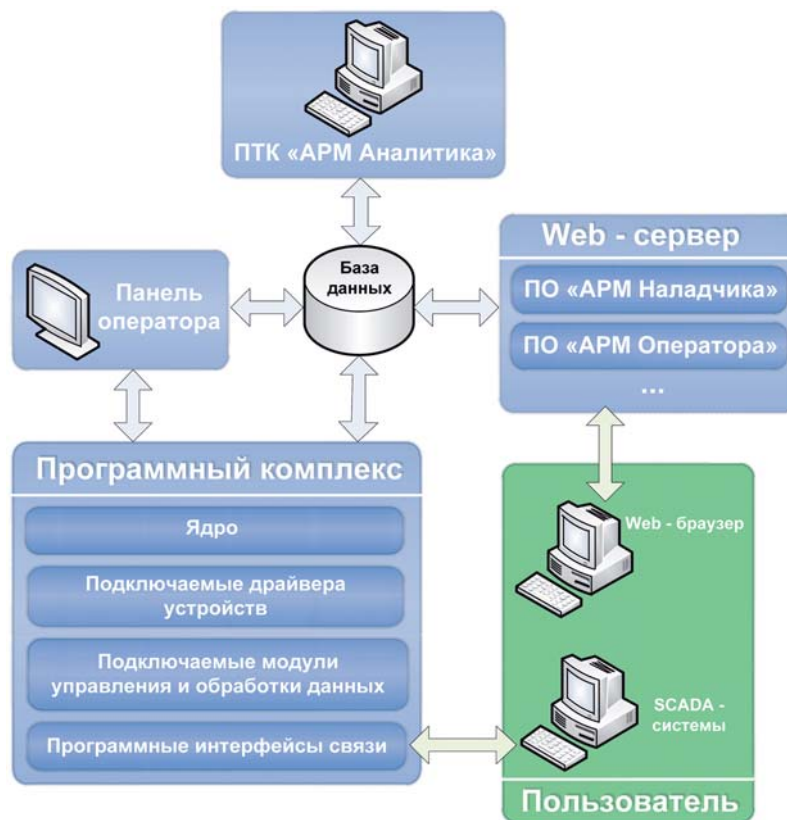 ПТК «АРМ Аналитика»
База
данных
Панель
оператора
Web - сервер
ПО «АРМ Наладчика»
ПО «АРМ Оператора»
...
Программный комплекс
Ядро
Подключаемые драйвера
устройств
Подключаемые модули
управления и обработки данных
Программные интерфейсы связи
Web - браузер
SCADA -
системы
Пользователь